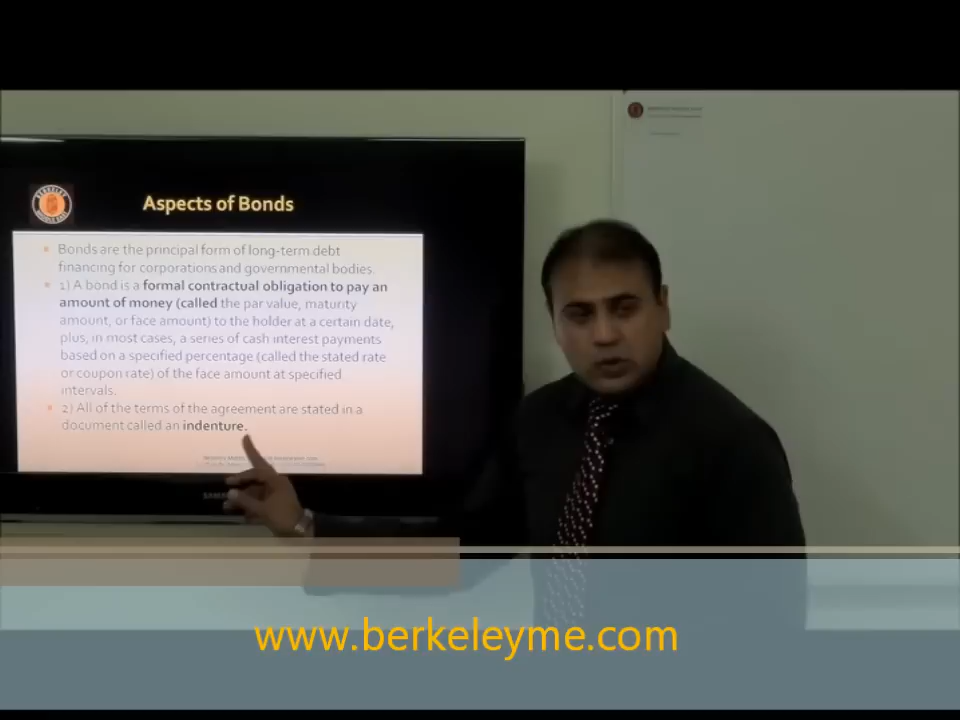 BERKELEY
MIDDLE EAST
Aspects of Bonds
Bonds are the principal form of long-term debt
financing for corporations and governmental bodies.
1) A bond is a formal contractual obligation to pay an
amount of money (called the par value, maturity
amount, or face amount) to the holder at a certain date,
plus, in most cases, a series of cash interest payments
based on a specified percentage (called the stated rate
or coupon rate) of the face amount at specified
intervals.
2) All of the terms of the agreement are stated in a
document called an indenture.
www.berkeleyme.com